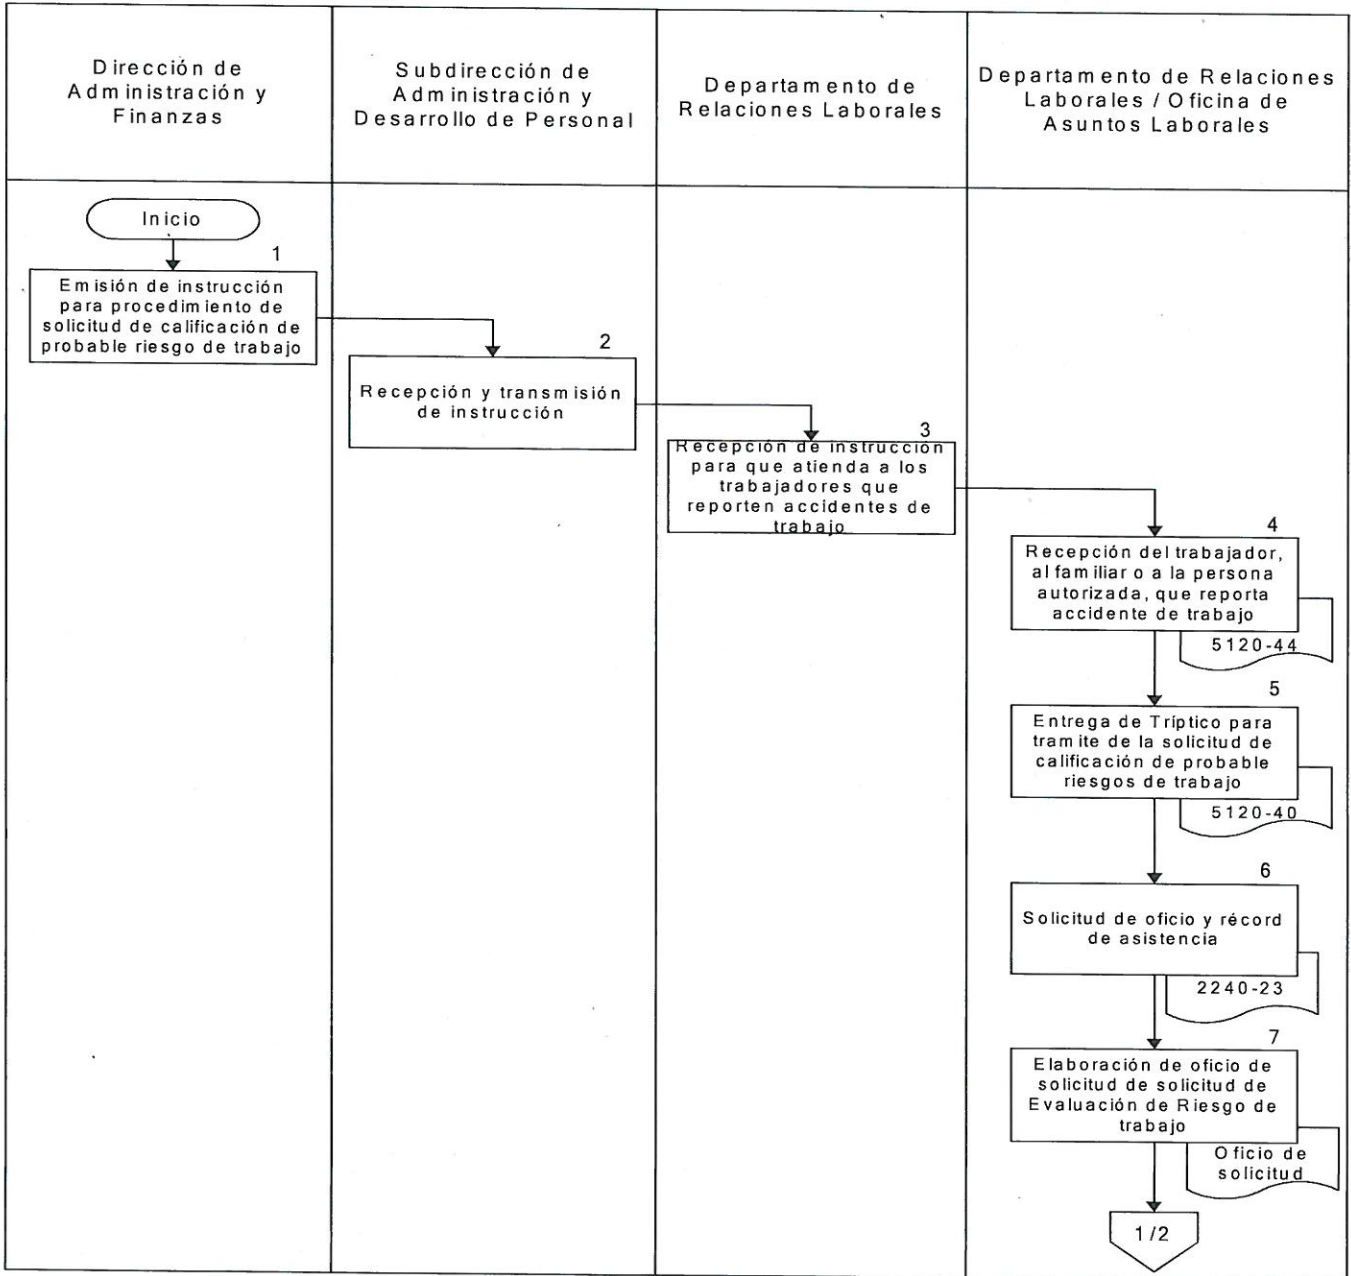 Dirección de
Administración y
Finanzas
Subdirección de
Administración y
Desarrollo de Personal
Departamento de
Relaciones Laborales
Departamento de Relaciones
Laborales / Oficina de
Asuntos Laborales
Inicio
1
Emisión de instrucción
para procedimiento de
solicitud de calificación de
probable riesgo de trabajo
2
Recepción y transmisión
de instrucción
3
Recepción de instrucción
para que atienda a los
trabajadores que
reporten accidentes de
trabajo
4
Recepción del trabajador,
al familiar o a la persona
autorizada, que reporta
accidente de trabajo
5120-44
5
Entrega de Tríptico para
tramite de la solicitud de
calificación de probable
riesgos de trabajo
5120-40
6
Solicitud de oficio y récord
de asistencia
2240-23
7
Elaboración de oficio de
solicitud de solicitud de
Evaluación de Riesgo de
trabajo
Oficio de
solicitud
1/2